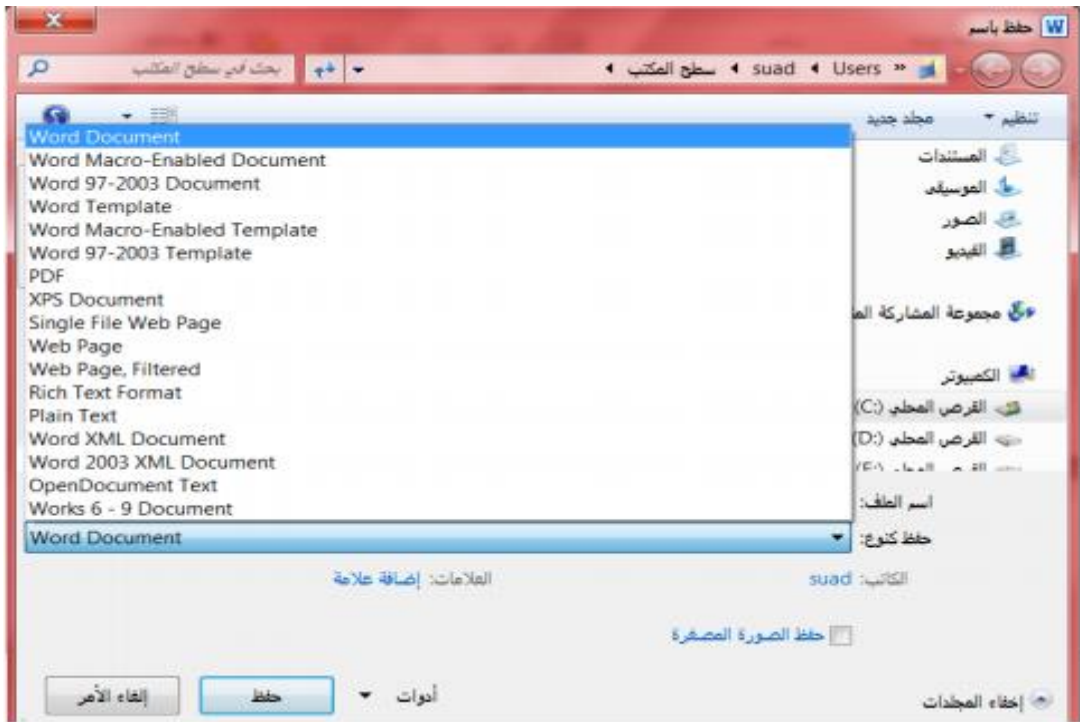 حفظ باسم
Users ◂ suad ◂ سطح المكتب ◂
بحث في سطح المكتب
تنظيم
مجلد جديد
المستندات
الموسيقى
الصور
الفيديو
مجموعة المشاركة
الكمبيوتر
القرص المحلي (C:)
القرص المحلي (D:)
Word Document
Word Macro-Enabled Document
Word 97-2003 Document
Word Template
Word Macro-Enabled Template
Word 97-2003 Template
PDF
XPS Document
Single File Web Page
Web Page
Web Page, Filtered
Rich Text Format
Plain Text
Word XML Document
Word 2003 XML Document
OpenDocument Text
Works 6 - 9 Document
اسم الملف:
حفظ كنوع: Word Document
الكاتب: suad العلامات: إضافة علامة
حفظ الصورة المصغرة
إخفاء المجلدات
أدوات
حفظ
إلغاء الأمر